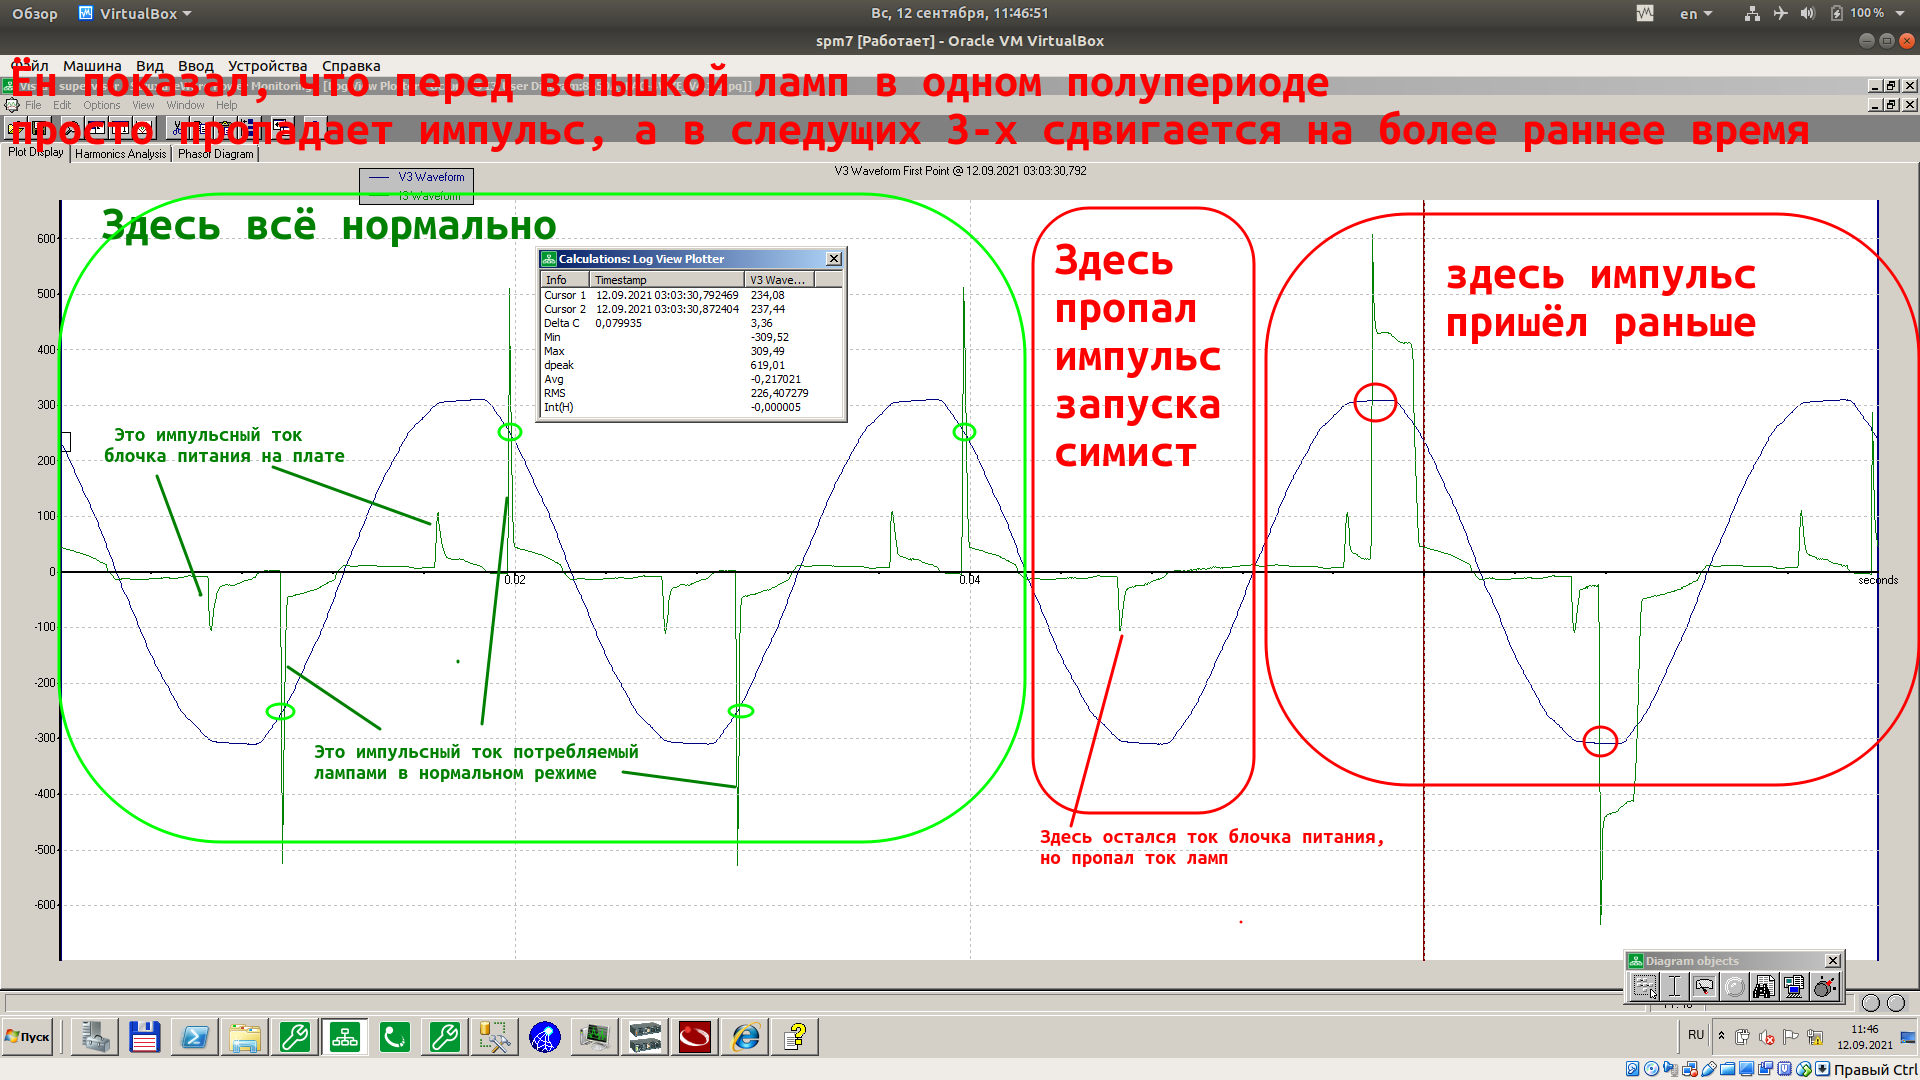 Обзор
VirtualBox
Вс, 12 сентября, 11:46:51
en
100 %
spm7 [Работает] - Oracle VM VirtualBox
Файл Машина Вид Ввод Устройства Справка
Ён показал, что перед вспышкой ламп в одном полупериоде
File Edit Options View Window Help
просто пропадает импульс, а в следущих 3-х сдвигается на более раннее время
Plot Display
Harmonics Analysis
Phasor Diagram
V3 Waveform First Point @ 12.09.2021 03:03:30,792
V3 Waveform
I3 Waveform
Здесь всё нормально
600
500
400
300
200
100
0
-100
-200
-300
-400
-500
-600
0.02
0.04
seconds
Calculations: Log View Plotter
Info Timestamp V3 Wave...
Cursor 1 12.09.2021 03:03:30,792469 234,08
Cursor 2 12.09.2021 03:03:30,872404 237,44
Delta C 0,079935 3,36
Min -309,52
Max 309,49
dpeak 619,01
Avg -0,217021
RMS 226,407279
Int(H) -0,000005
Здесь
пропал
импульс
запуска
симист
здесь импульс
пришёл раньше
Это импульсный ток
блочка питания на плате
Это импульсный ток потребляемый
лампами в нормальном режиме
Здесь остался ток блочка питания,
но пропал ток ламп
Diagram objects
Пуск
RU
11:46
12.09.2021
Правый Ctrl